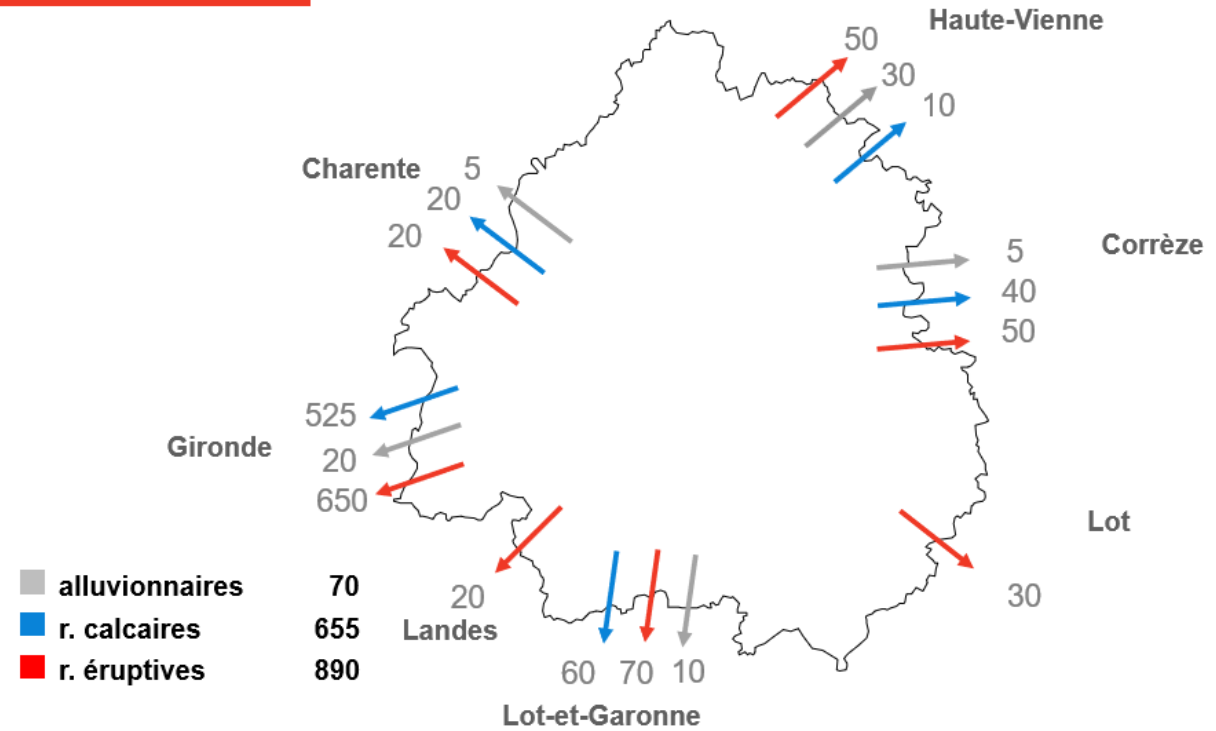 Haute-Vienne
50
30
10
Charente
5
20
20
5
Corrèze
40
50
525
Gironde
20
650
Lot
30
alluvionnaires 70
r. calcaires 655
r. éruptives 890
20
Landes
60 70 10
Lot-et-Garonne